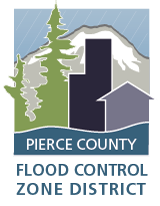 PIERCE COUNTY
FLOOD CONTROL
ZONE DISTRICT